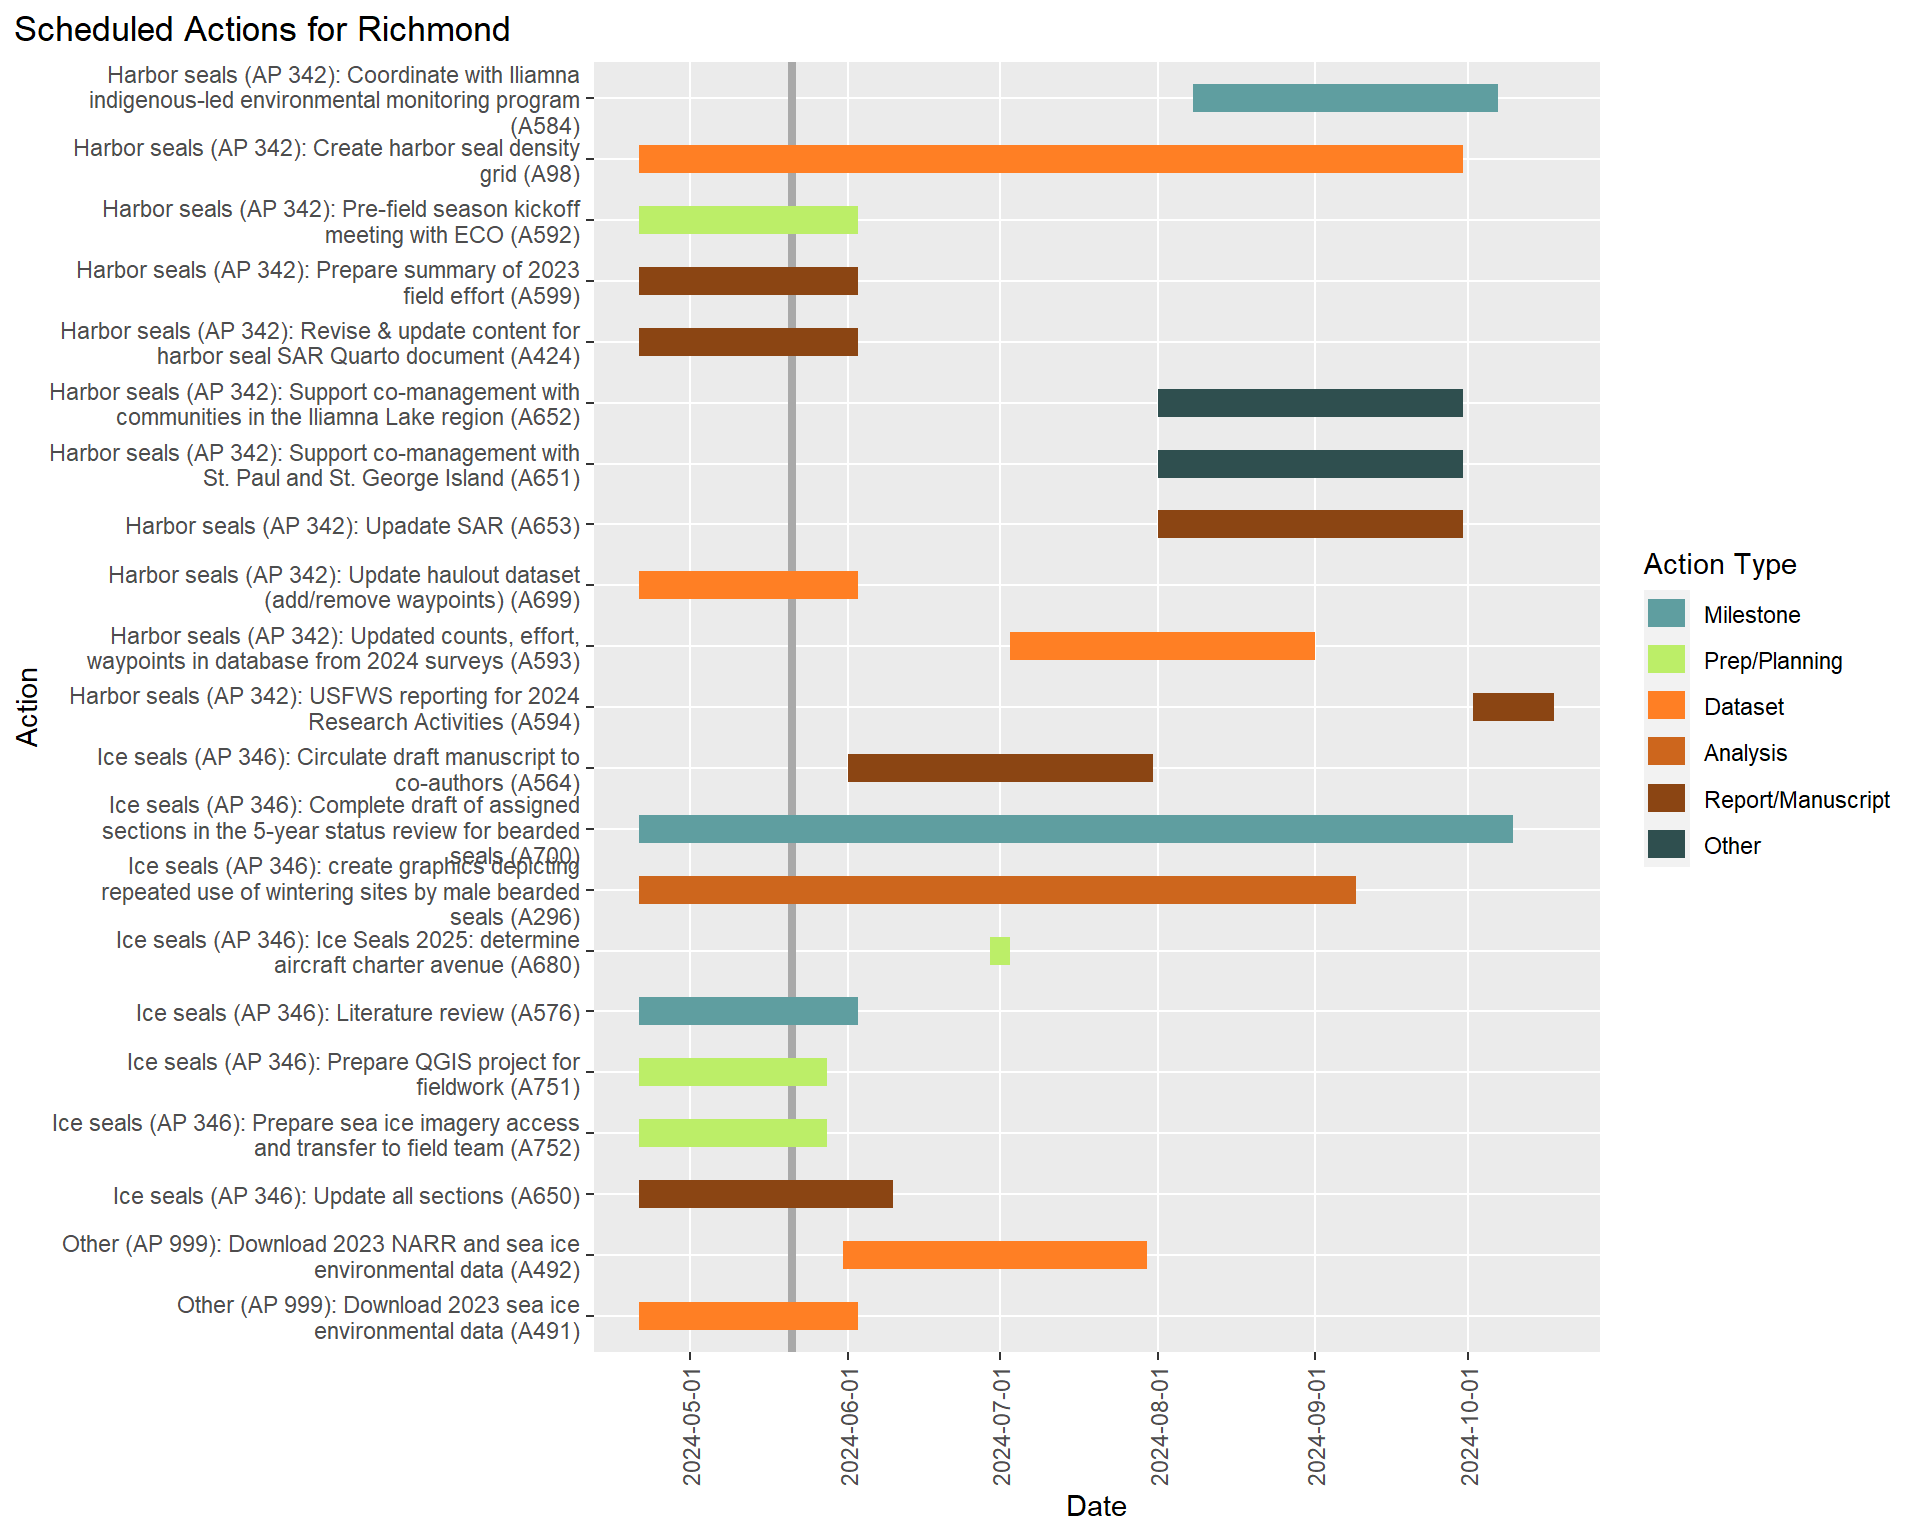 Scheduled Actions for Richmond
Harbor seals (AP 342): Coordinate with Iliamna
indigenous-led environmental monitoring program
(A584)
Harbor seals (AP 342): Create harbor seal density
grid (A98)
Harbor seals (AP 342): Pre-field season kickoff
meeting with ECO (A592)
Harbor seals (AP 342): Prepare summary of 2023
field effort (A599)
Harbor seals (AP 342): Revise & update content for
harbor seal SAR Quarto document (A424)
Harbor seals (AP 342): Support co-management with
communities in the Iliamna Lake region (A652)
Harbor seals (AP 342): Support co-management with
St. Paul and St. George Island (A651)
Harbor seals (AP 342): Upadate SAR (A653)
Harbor seals (AP 342): Update haulout dataset
(add/remove waypoints) (A699)
Harbor seals (AP 342): Updated counts, effort,
waypoints in database from 2024 surveys (A593)
Harbor seals (AP 342): USFWS reporting for 2024
Research Activities (A594)
Ice seals (AP 346): Circulate draft manuscript to
co-authors (A564)
Ice seals (AP 346): Complete draft of assigned
sections in the 5-year status review for bearded
seals (A700)
Ice seals (AP 346): create graphics depicting
repeated use of wintering sites by male bearded
seals (A296)
Ice seals (AP 346): Ice Seals 2025: determine
aircraft charter avenue (A680)
Ice seals (AP 346): Literature review (A576)
Ice seals (AP 346): Prepare QGIS project for
fieldwork (A751)
Ice seals (AP 346): Prepare sea ice imagery access
and transfer to field team (A752)
Ice seals (AP 346): Update all sections (A650)
Other (AP 999): Download 2023 NARR and sea ice
environmental data (A492)
Other (AP 999): Download 2023 sea ice
environmental data (A491)
Action
2024-05-01
2024-06-01
2024-07-01
2024-08-01
2024-09-01
2024-10-01
Date
Action Type
Milestone
Prep/Planning
Dataset
Analysis
Report/Manuscript
Other